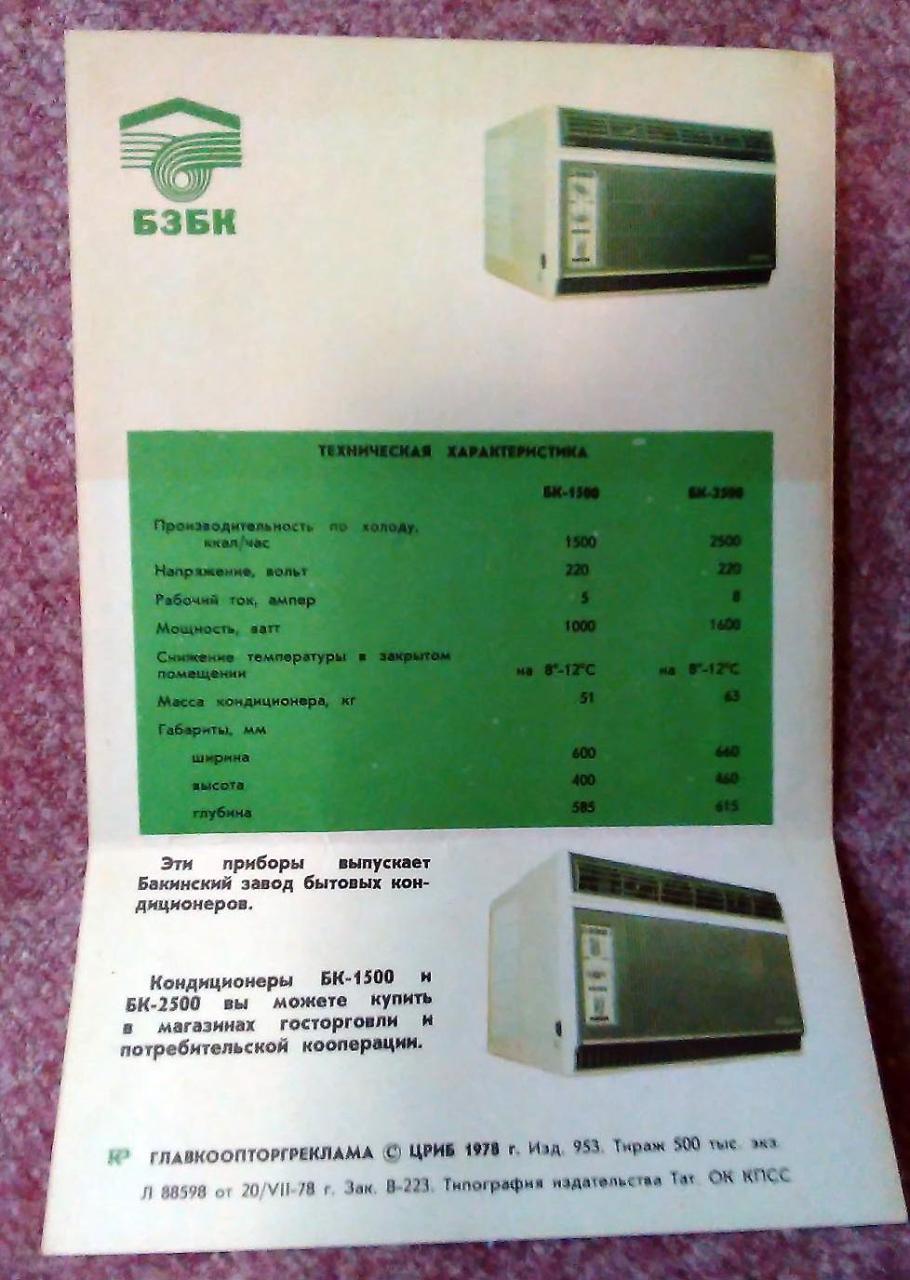 БЗБК
ТЕХНИЧЕСКАЯ ХАРАКТЕРИСТИКА
БК-1500 БК-2500
Производительность по холоду,
ккал/час 1500 2500
Напряжение, вольт 220 220
Рабочий ток, ампер 5 8
Мощность, ватт 1000 1600
Снижение температуры в закрытом
помещении на 8°-12°С на 8°-12°С
Масса кондиционера, кг 51 63
Габариты, мм
ширина 600 660
высота 400 460
глубина 585 615
Эти приборы выпускает
Бакинский завод бытовых кон-
диционеров.
Кондиционеры БК-1500 и
БК-2500 вы можете купить
в магазинах госторговли и
потребительской кооперации.
КР ГЛАВКООПТОРГРЕКЛАМА © ЦРИБ 1978 г. Изд. 953. Тираж 500 тыс. экз.
Л 88598 от 20/VII-78 г. Зак. В-223. Типография издательства Тат. ОК КПСС